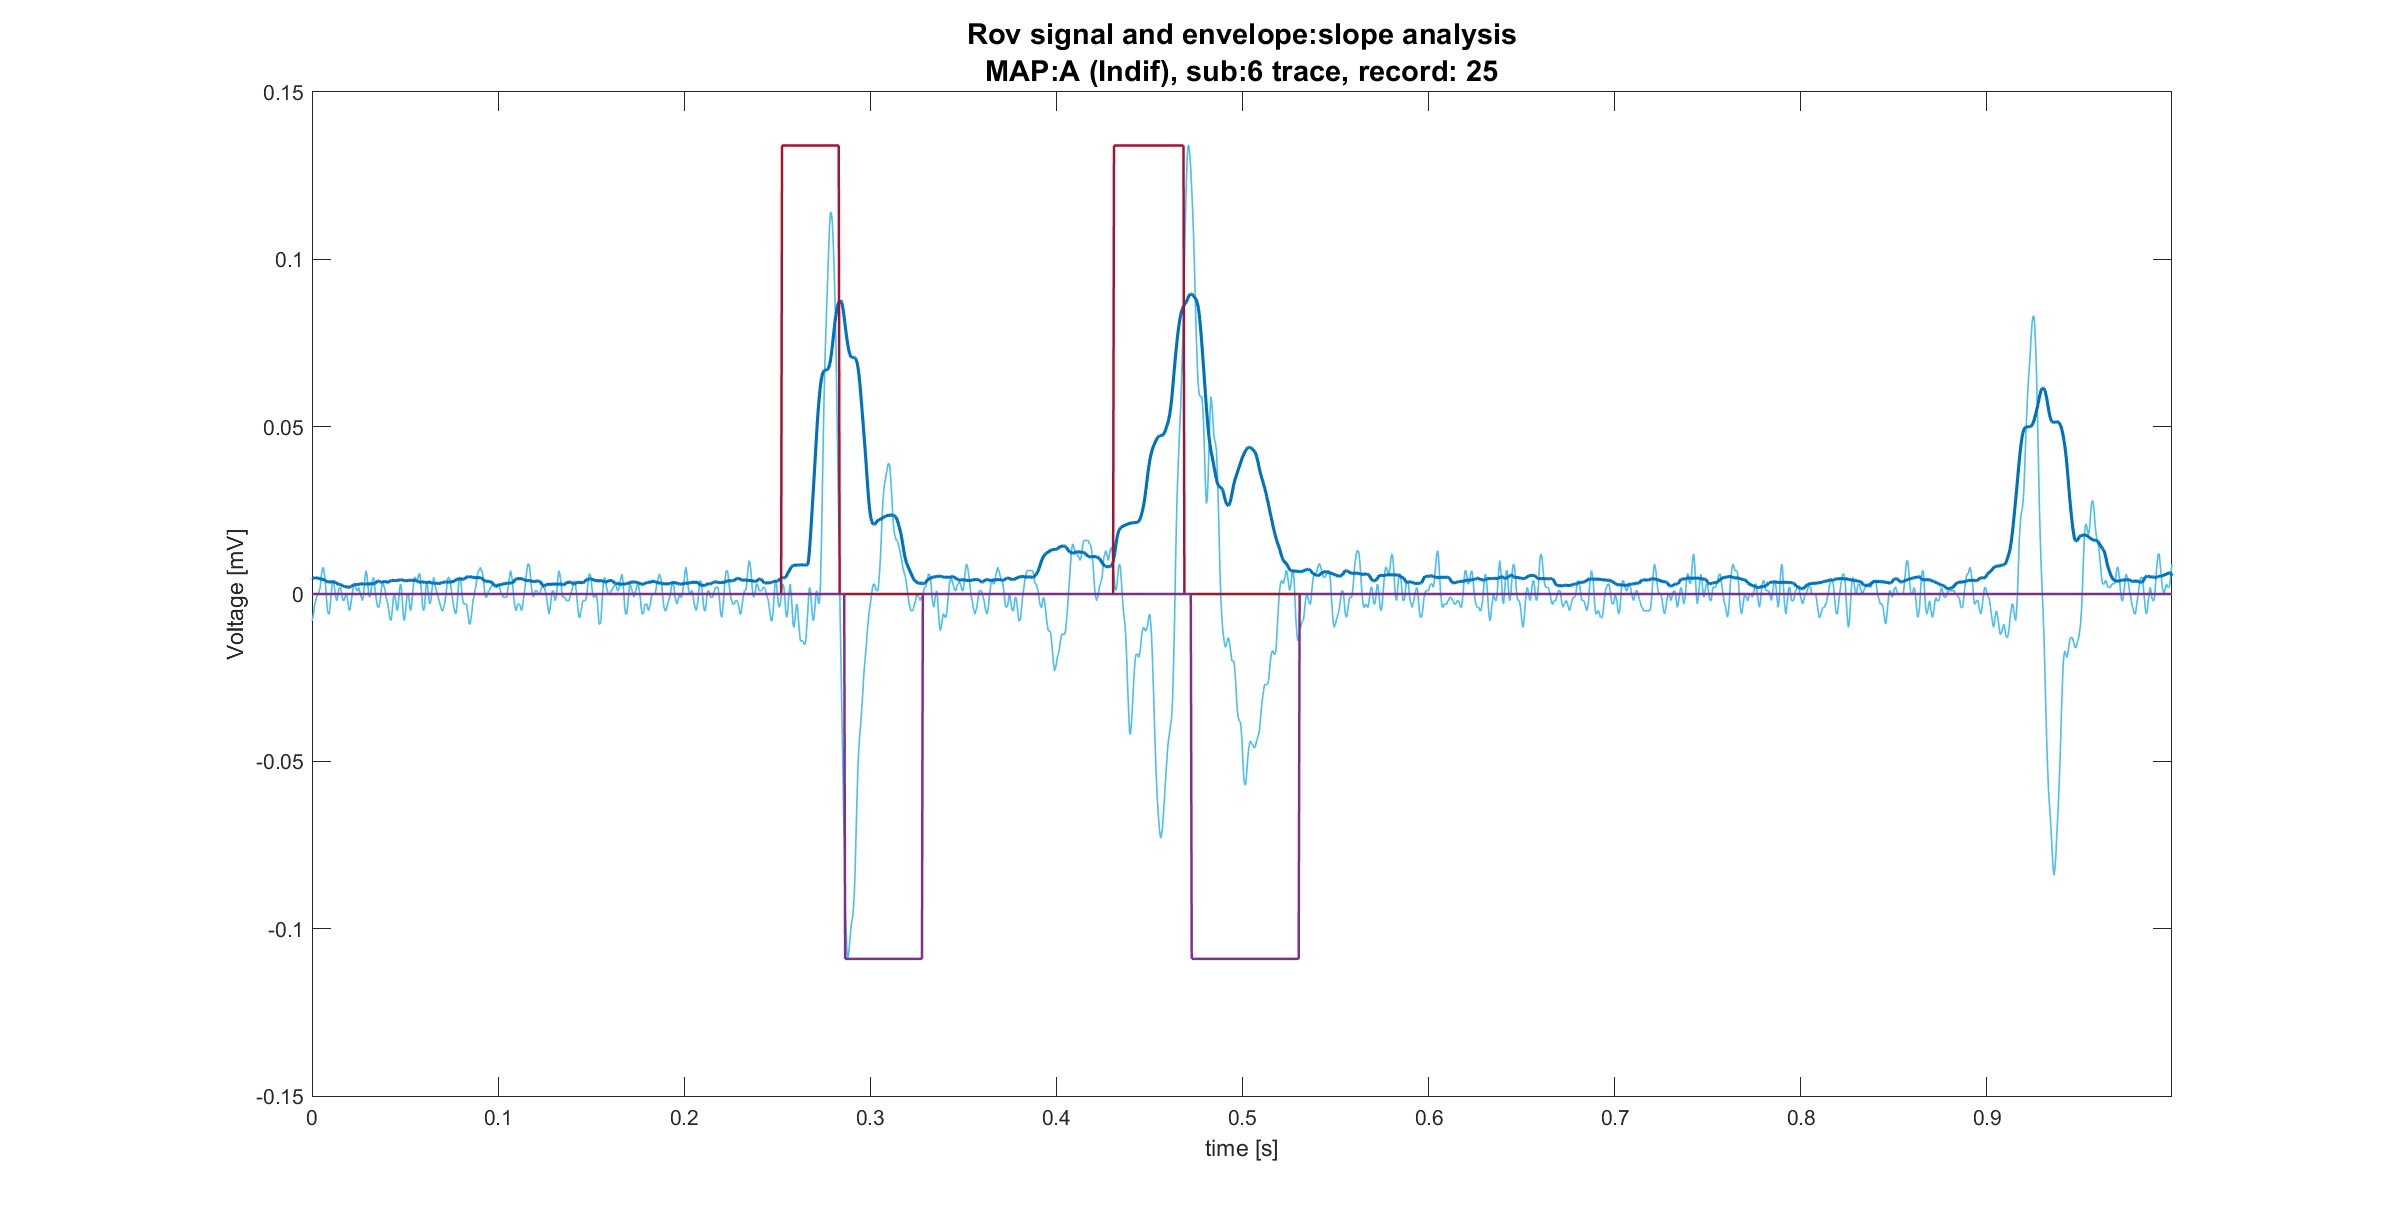 Rov signal and envelope:slope analysis
MAP:A (Indif), sub:6 trace, record: 25
0.15
0.1
0.05
0
-0.05
-0.1
-0.15
Voltage [mV]
0 0.1 0.2 0.3 0.4 0.5 0.6 0.7 0.8 0.9
time [s]